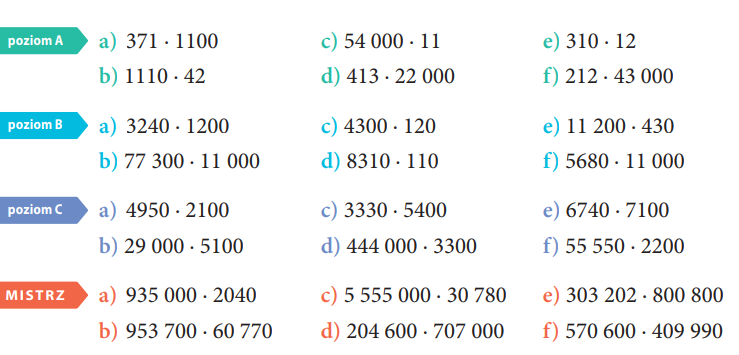 poziom A a) 371 · 1100 c) 54 000 · 11 e) 310 · 12
b) 1110 · 42 d) 413 · 22 000 f) 212 · 43 000
poziom B a) 3240 · 1200 c) 4300 · 120 e) 11 200 · 430
b) 77 300 · 11 000 d) 8310 · 110 f) 5680 · 11 000
poziom C a) 4950 · 2100 c) 3330 · 5400 e) 6740 · 7100
b) 29 000 · 5100 d) 444 000 · 3300 f) 55 550 · 2200
MISTRZ a) 935 000 · 2040 c) 5 555 000 · 30 780 e) 303 202 · 800 800
b) 953 700 · 60 770 d) 204 600 · 707 000 f) 570 600 · 409 990